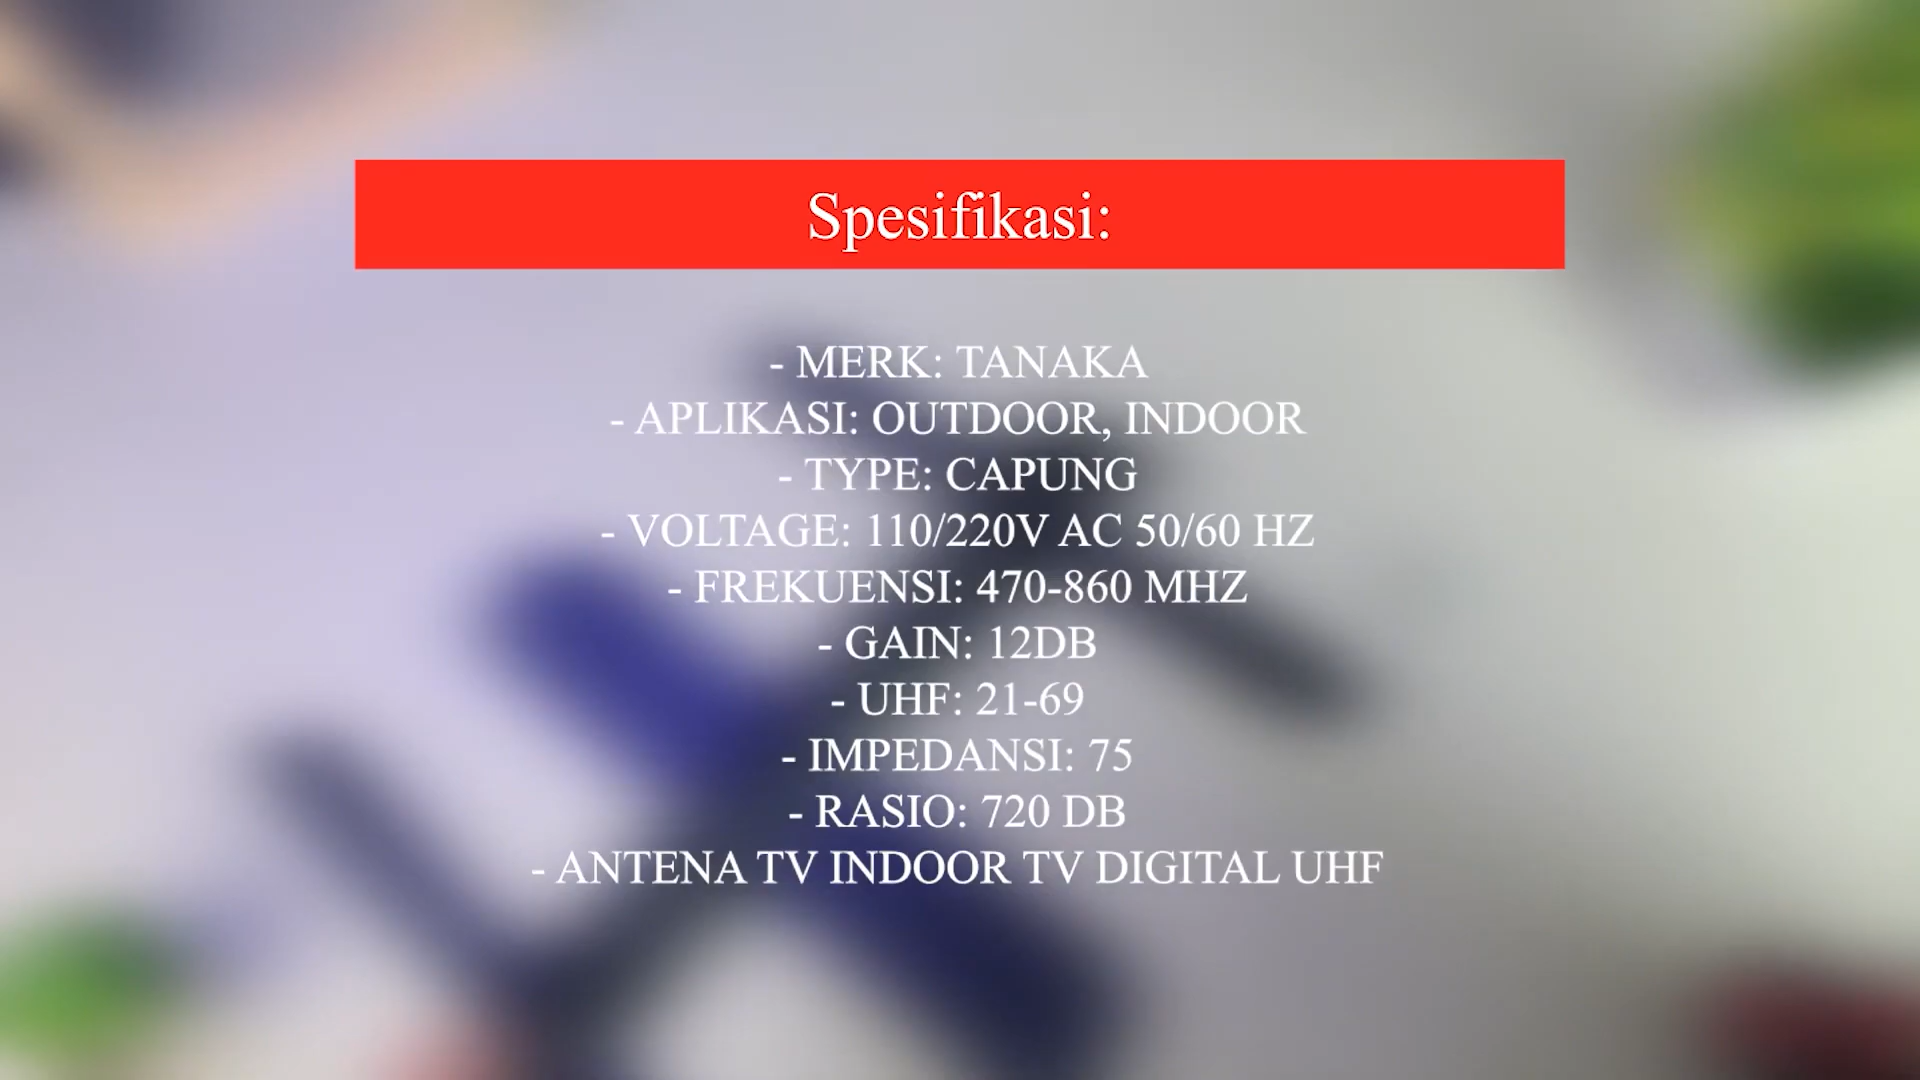 Spesifikasi:
- MERK: TANAKA
- APLIKASI: OUTDOOR, INDOOR
- TYPE: CAPUNG
- VOLTAGE: 110/220V AC 50/60 HZ
- FREKUENSI: 470-860 MHZ
- GAIN: 12DB
- UHF: 21-69
- IMPEDANSI: 75
- RASIO: 720 DB
- ANTENA TV INDOOR TV DIGITAL UHF